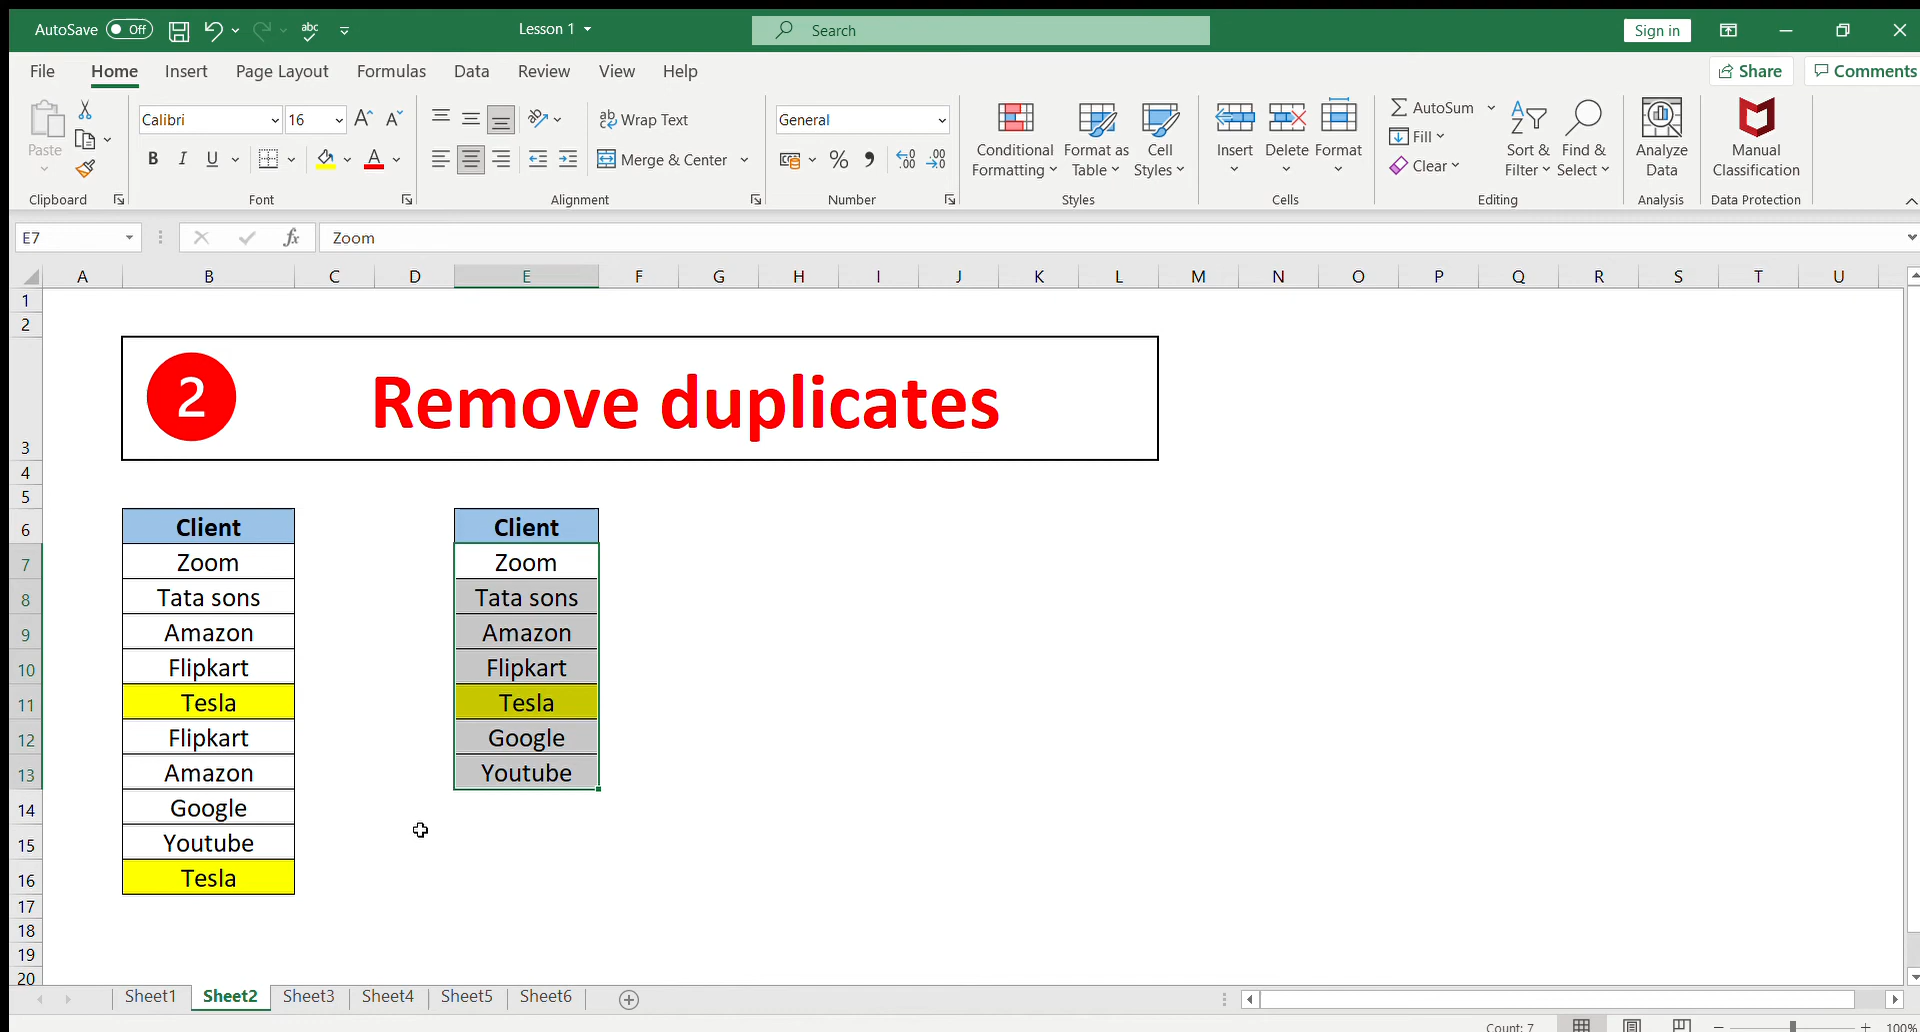 AutoSave Off abc Lesson 1 Search Sign in
File Home Insert Page Layout Formulas Data Review View Help Share Comments
Calibri 16 A A ab Wrap Text General AutoSum
Paste Fill
B I U A Merge & Center % Clear
Conditional Formatting
Format as Table
Cell Styles
Insert Delete Format
Sort & Filter
Find & Select
Analyze Data
Manual Classification
Clipboard Font Alignment Number Styles Cells Editing Analysis Data Protection
E7 fx Zoom
A B C D E F G H I J K L M N O P Q R S T U
1
2
3 2 Remove duplicates
4
5
6 Client Client
7 Zoom Zoom
8 Tata sons Tata sons
9 Amazon Amazon
10 Flipkart Flipkart
11 Tesla Tesla
12 Flipkart Google
13 Amazon Youtube
14 Google
15 Youtube
16 Tesla
17
18
19
20
Sheet1 Sheet2 Sheet3 Sheet4 Sheet5 Sheet6
Count: 7 100%